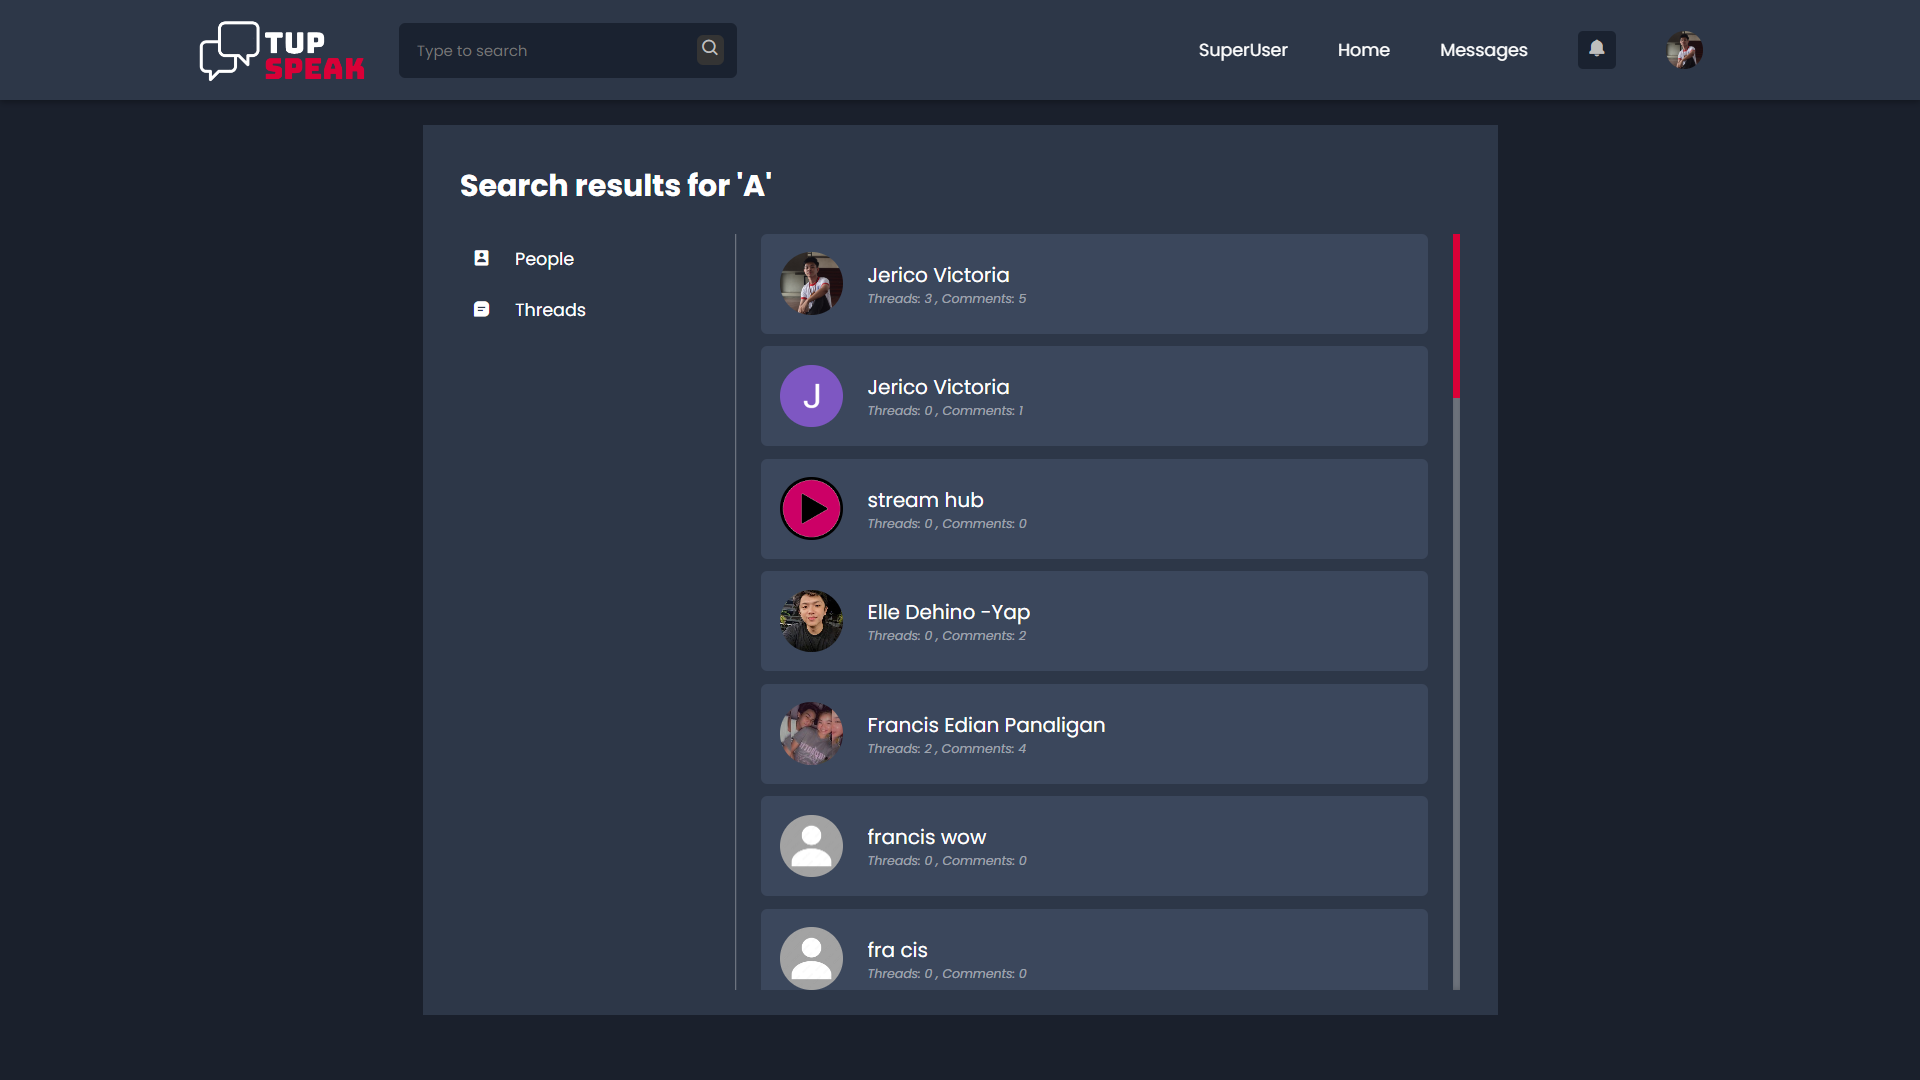 TUP
SPEAK
Type to search
SuperUser
Home
Messages
Search results for 'A'
People
Threads
Jerico Victoria
Threads: 3 , Comments: 5
J
Jerico Victoria
Threads: 0 , Comments: 1
stream hub
Threads: 0 , Comments: 0
Elle Dehino -Yap
Threads: 0 , Comments: 2
Francis Edian Panaligan
Threads: 2 , Comments: 4
francis wow
Threads: 0 , Comments: 0
fra cis
Threads: 0 , Comments: 0